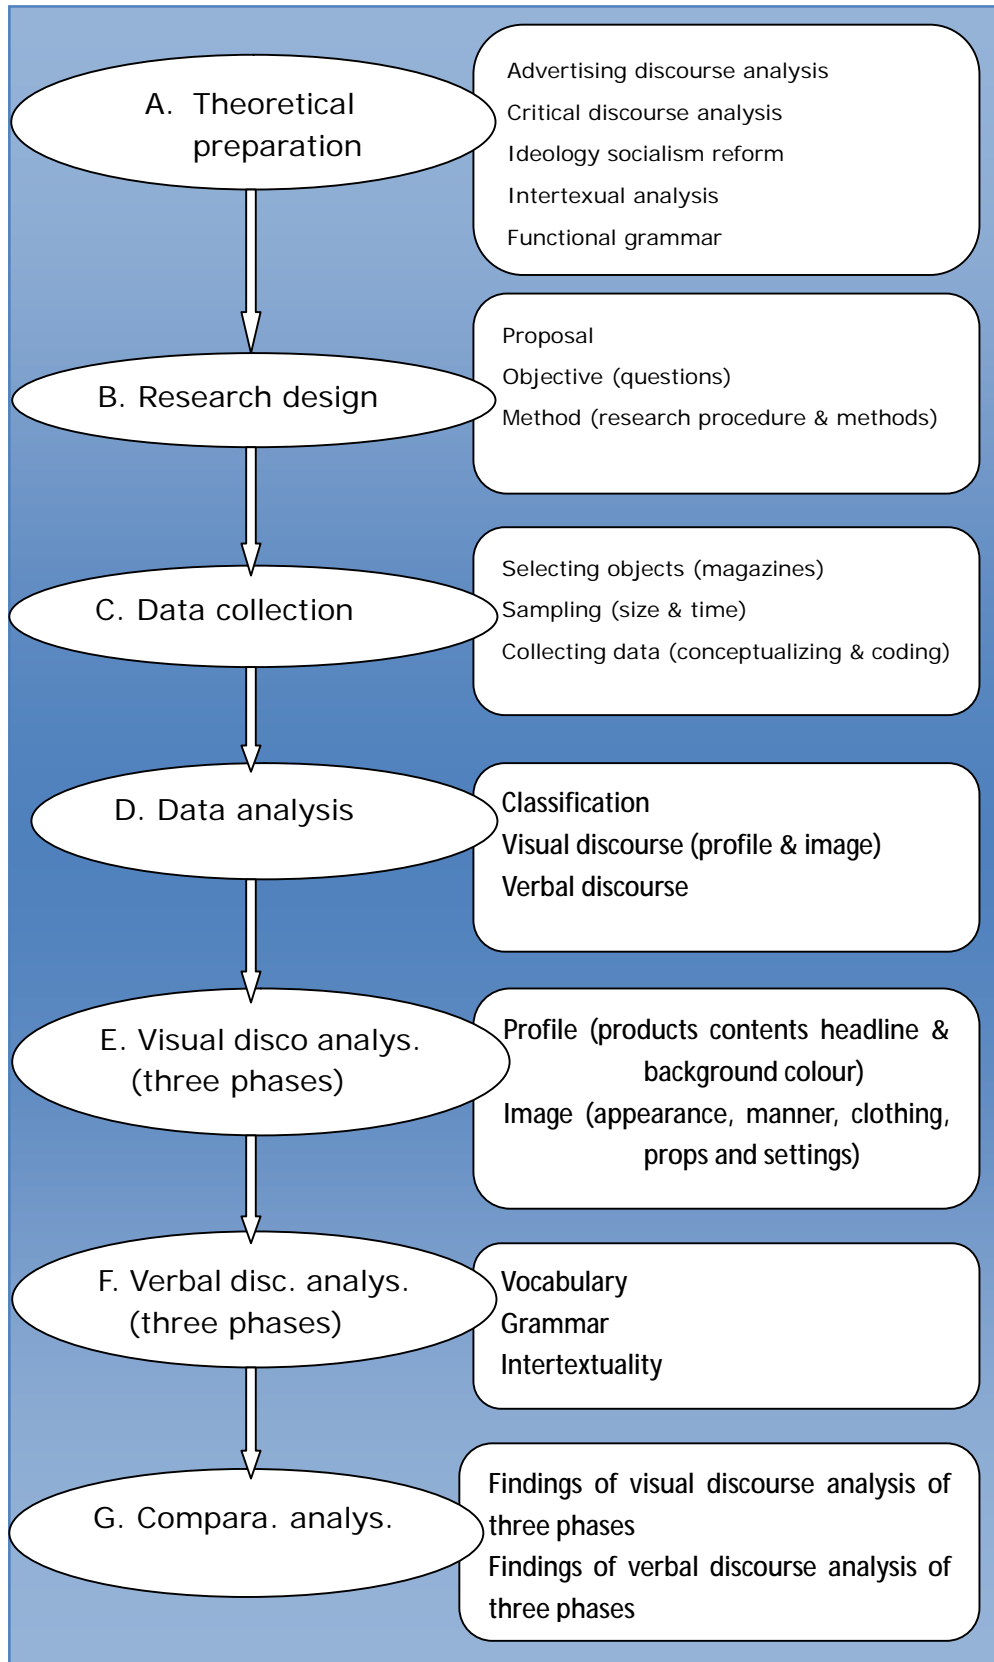 A. Theoretical
preparation
Advertising discourse analysis
Critical discourse analysis
Ideology socialism reform
Intertexual analysis
Functional grammar
B. Research design
Proposal
Objective (questions)
Method (research procedure & methods)
C. Data collection
Selecting objects (magazines)
Sampling (size & time)
Collecting data (conceptualizing & coding)
D. Data analysis
Classification
Visual discourse (profile & image)
Verbal discourse
E. Visual disco analys.
(three phases)
Profile (products contents headline &
background colour)
Image (appearance, manner, clothing,
props and settings)
F. Verbal disc. analys.
(three phases)
Vocabulary
Grammar
Intertextuality
G. Compara. analys.
Findings of visual discourse analysis of
three phases
Findings of verbal discourse analysis of
three phases